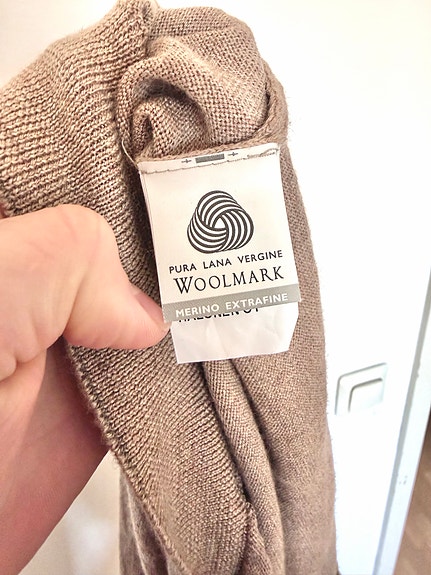 PURA LANA VERGINE
WOOLMARK
MERINO EXTRAFINE